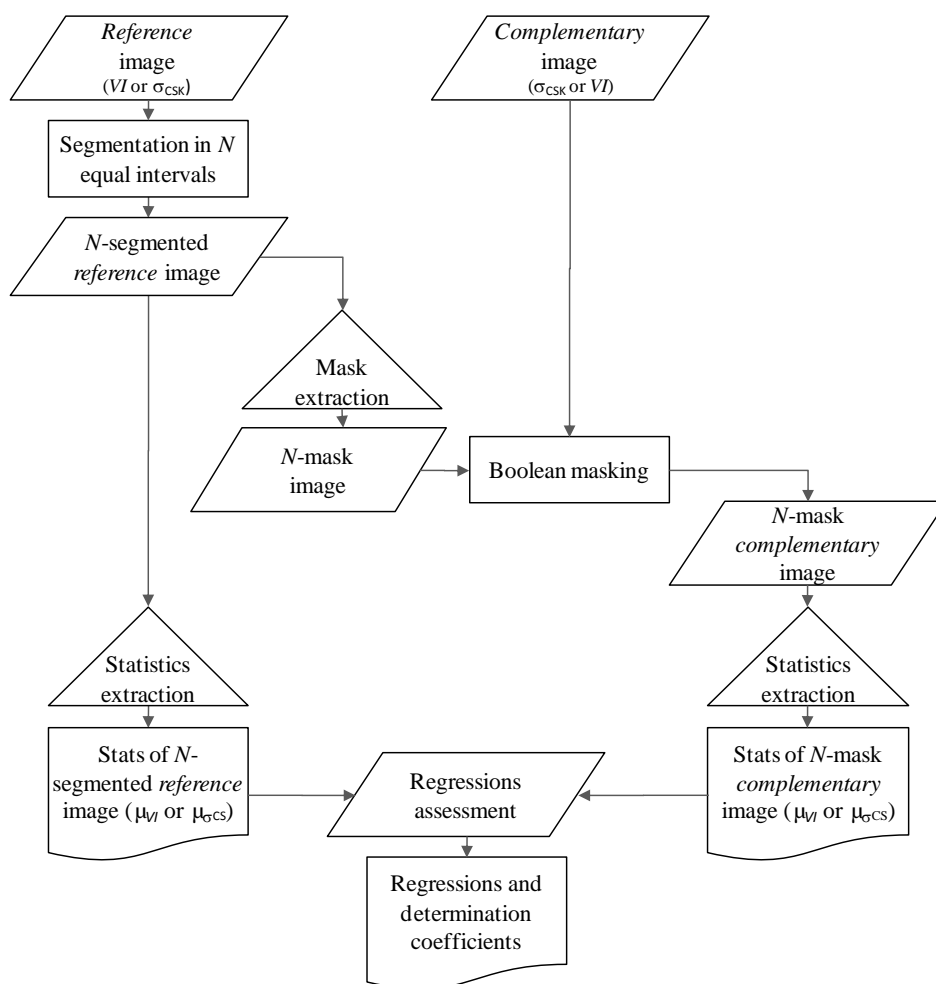 Reference
image
(VI or σCSK)
Complementary
image
(σCSK or VI)
Segmentation in N
equal intervals
N-segmented
reference image
Mask
extraction
N-mask
image
Boolean masking
N-mask
complementary
image
Statistics
extraction
Statistics
extraction
Stats of N-
segmented reference
image (μVI or μσCS)
Regressions
assessment
Stats of N-mask
complementary
image (μVI or μσCS)
Regressions and
determination
coefficients